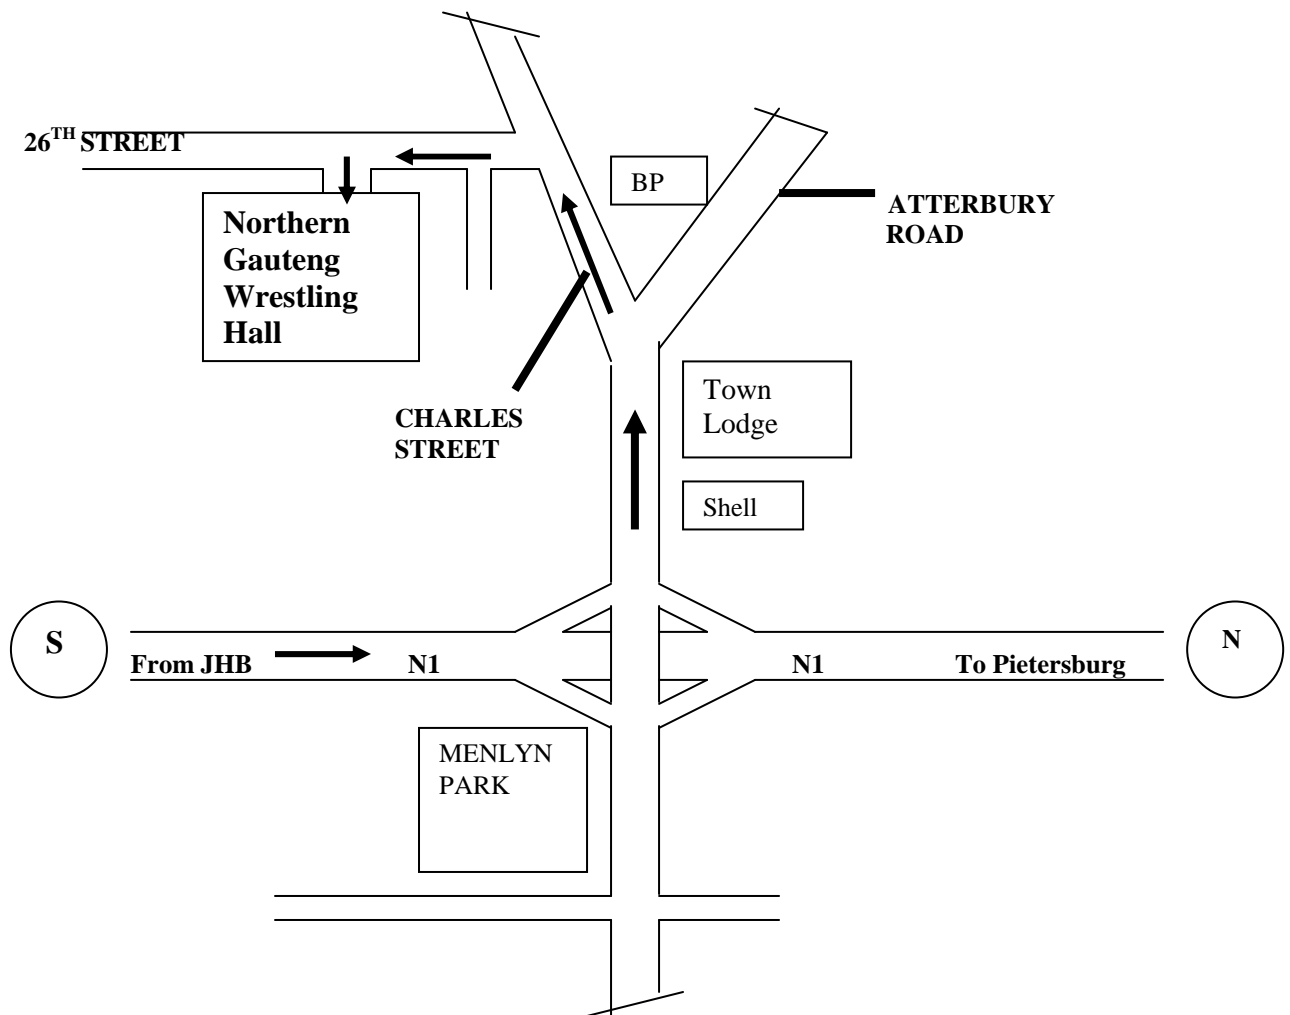 26TH STREET
BP
ATTERBURY
ROAD
Northern
Gauteng
Wrestling
Hall
CHARLES
STREET
Town
Lodge
Shell
S
From JHB
N1
N1
To Pietersburg
N
MENLYN
PARK